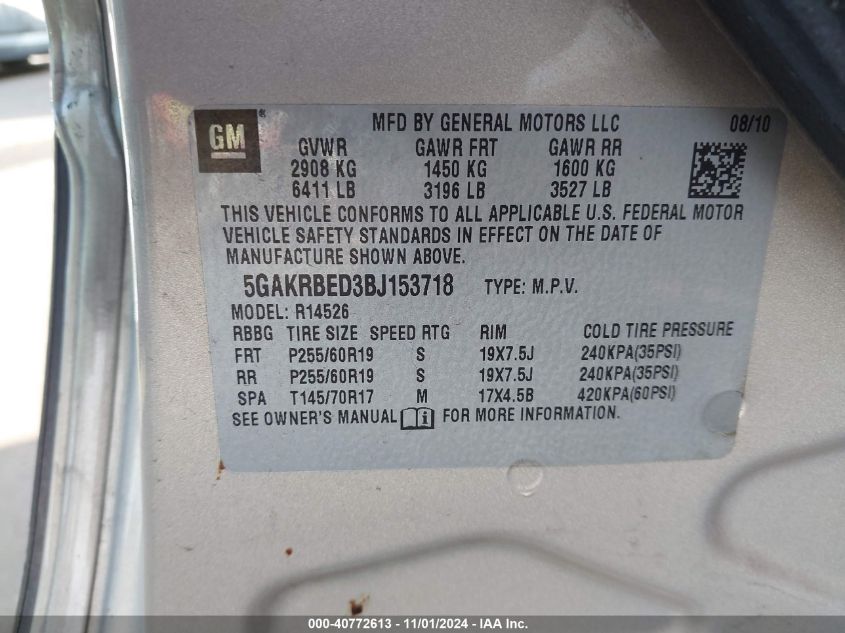 GM ® MFD BY GENERAL MOTORS LLC 08/10
GVWR GAWR FRT GAWR RR
2908 KG 1450 KG 1600 KG
6411 LB 3196 LB 3527 LB
THIS VEHICLE CONFORMS TO ALL APPLICABLE U.S. FEDERAL MOTOR
VEHICLE SAFETY STANDARDS IN EFFECT ON THE DATE OF
MANUFACTURE SHOWN ABOVE.
5GAKRBED3BJ153718 TYPE: M.P.V.
MODEL: R14526
RBBG TIRE SIZE SPEED RTG RIM COLD TIRE PRESSURE
FRT P255/60R19 S 19X7.5J 240KPA(35PSI)
RR P255/60R19 S 19X7.5J 240KPA(35PSI)
SPA T145/70R17 M 17X4.5B 420KPA(60PSI)
SEE OWNER'S MANUAL i FOR MORE INFORMATION.
000-40772613 - 11/01/2024 - IAA Inc.